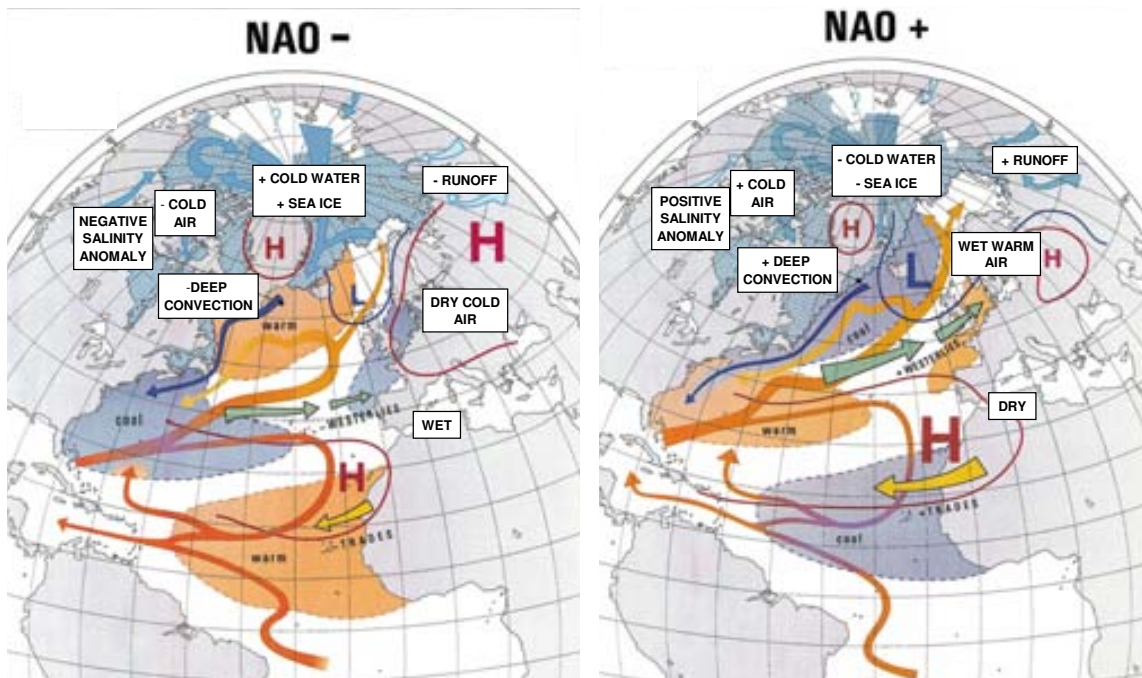 NAO -
+ COLD WATER
+ SEA ICE
- RUNOFF
- COLD
AIR
NEGATIVE
SALINITY
ANOMALY
H
H
-DEEP
CONVECTION
L
DRY COLD
AIR
warm
cool
- WESTERLIES
WET
H
- TRADES
warm
NAO +
- COLD WATER
- SEA ICE
+ RUNOFF
+ COLD
AIR
POSITIVE
SALINITY
ANOMALY
H
WET WARM
AIR
H
+ DEEP
CONVECTION
L
cool
+ WESTERLIES
DRY
warm
H
+ TRADES
cool